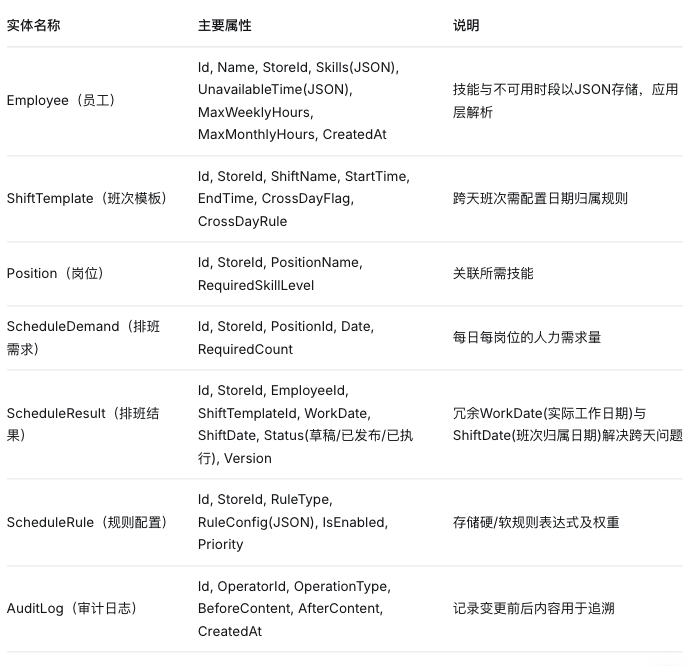 实体名称
主要属性
说明
Employee（员工）
Id, Name, StoreId, Skills(JSON),
UnavailableTime(JSON),
MaxWeeklyHours,
MaxMonthlyHours, CreatedAt
技能与不可用时段以JSON存储，应用
层解析
ShiftTemplate（班次模板）
Id, StoreId, ShiftName, StartTime,
EndTime, CrossDayFlag,
CrossDayRule
跨天班次需配置日期归属规则
Position（岗位）
Id, StoreId, PositionName,
RequiredSkillLevel
关联所需技能
ScheduleDemand（排班
需求）
Id, StoreId, PositionId, Date,
RequiredCount
每日每岗位的人力需求量
ScheduleResult（排班结
果）
Id, StoreId, EmployeeId,
ShiftTemplateId, WorkDate,
ShiftDate, Status(草稿/已发布/已执
行), Version
冗余WorkDate(实际工作日期)与
ShiftDate(班次归属日期)解决跨天问题
ScheduleRule（规则配置）
Id, StoreId, RuleType,
RuleConfig(JSON), IsEnabled,
Priority
存储硬/软规则表达式及权重
AuditLog（审计日志）
Id, OperatorId, OperationType,
BeforeContent, AfterContent,
CreatedAt
记录变更前后内容用于追溯